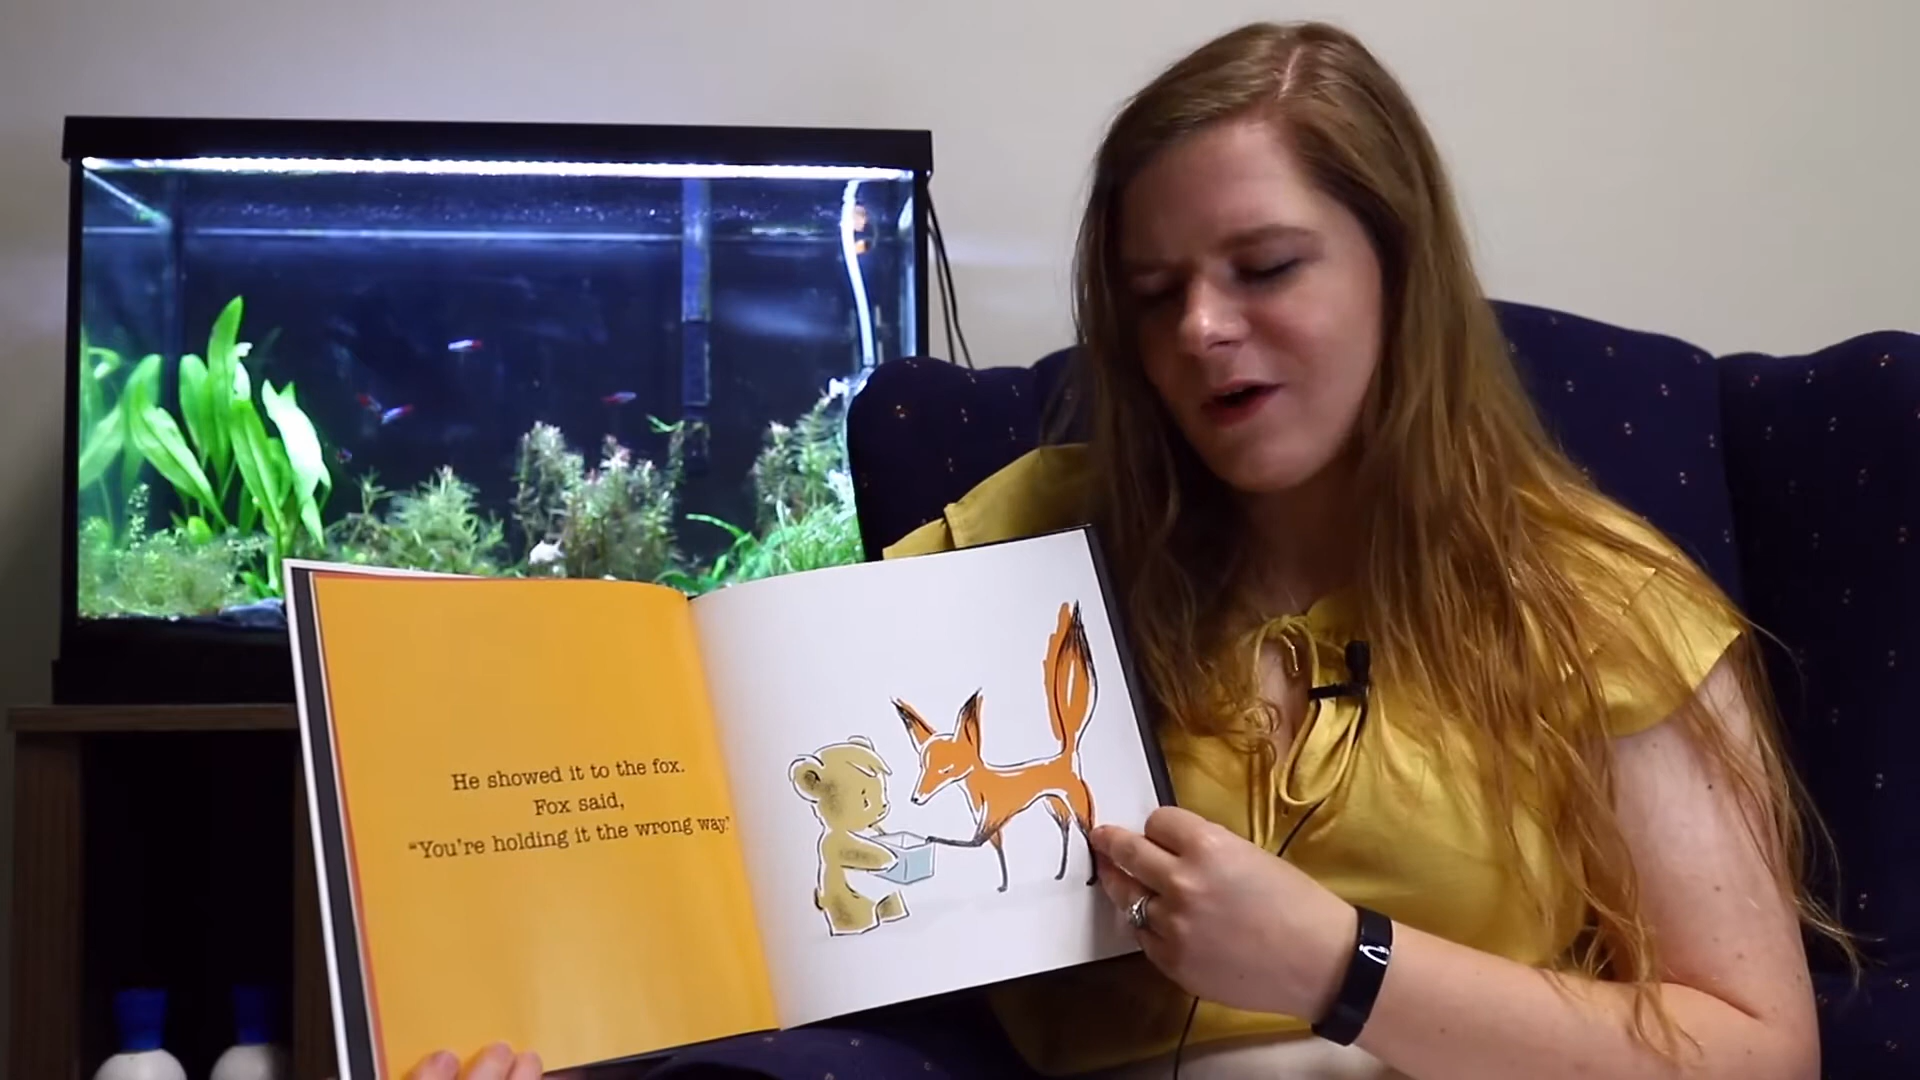 He showed it to the fox.
Fox said,
“You're holding it the wrong way.”